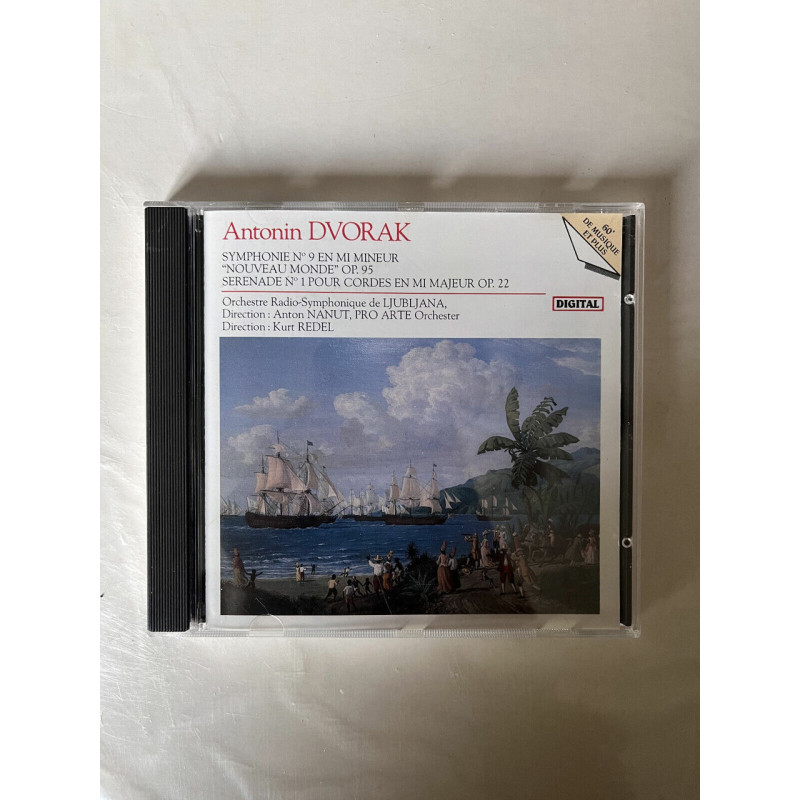 Antonin DVORAK
SYMPHONIE Nº 9 EN MI MINEUR
"NOUVEAU MONDE" OP. 95
SERENADE Nº 1 POUR CORDES EN MI MAJEUR OP. 22
Orchestre Radio-Symphonique de LJUBLJANA,
Direction : Anton NANUT, PRO ARTE Orchester
Direction : Kurt REDEL
60'
DE MUSIQUE
ET PLUS
DIGITAL